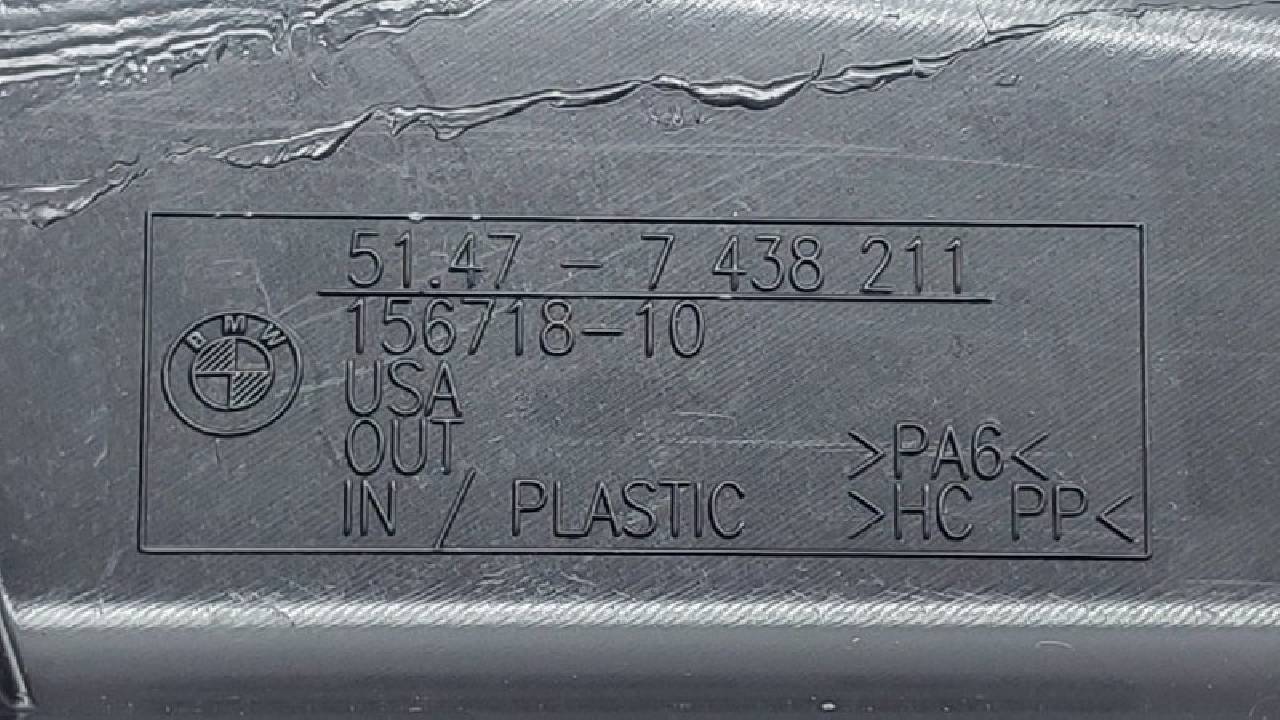 51.47 - 7 438 211
156718-10
BMW
USA
OUT >PA6<
IN / PLASTIC >HC PP<